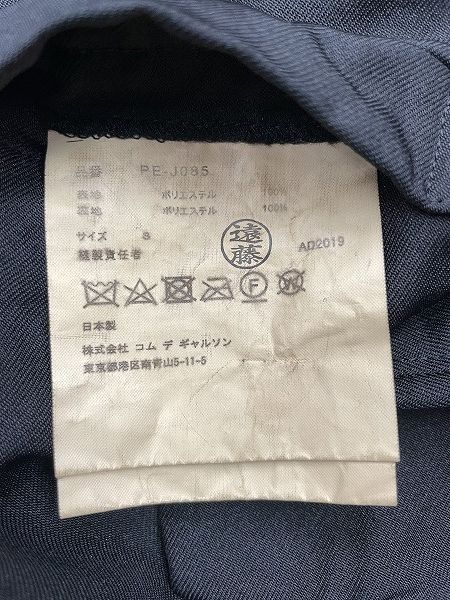 品番 PE-J085
表地 ポリエステル 100%
表地 ポリエステル 100%
サイズ S
縫製責任者 遠藤 AD2019
F W
日本製
株式会社 コム デ ギャルソン
東京都港区南青山5-11-5